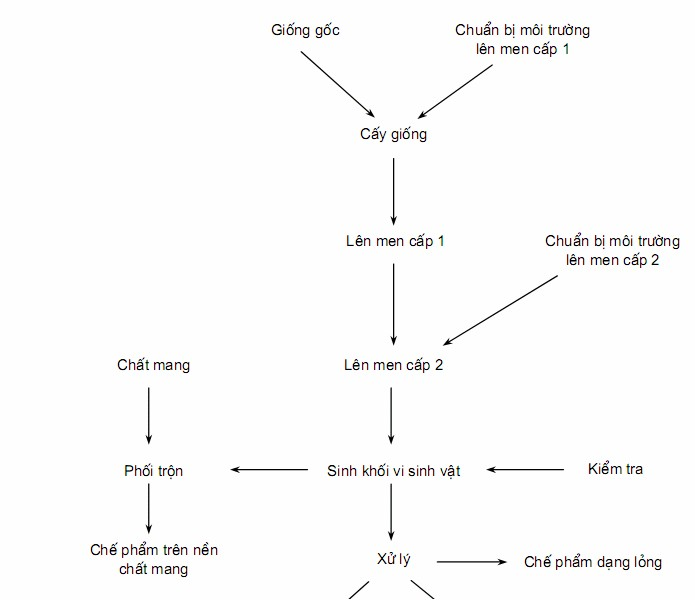 Giống gốc
Chuẩn bị môi trường
lên men cấp 1
Cấy giống
Lên men cấp 1
Chuẩn bị môi trường
lên men cấp 2
Chất mang
Lên men cấp 2
Phối trộn
Sinh khối vi sinh vật
Kiểm tra
Chế phẩm trên nền
chất mang
Xử lý
Chế phẩm dạng lỏng